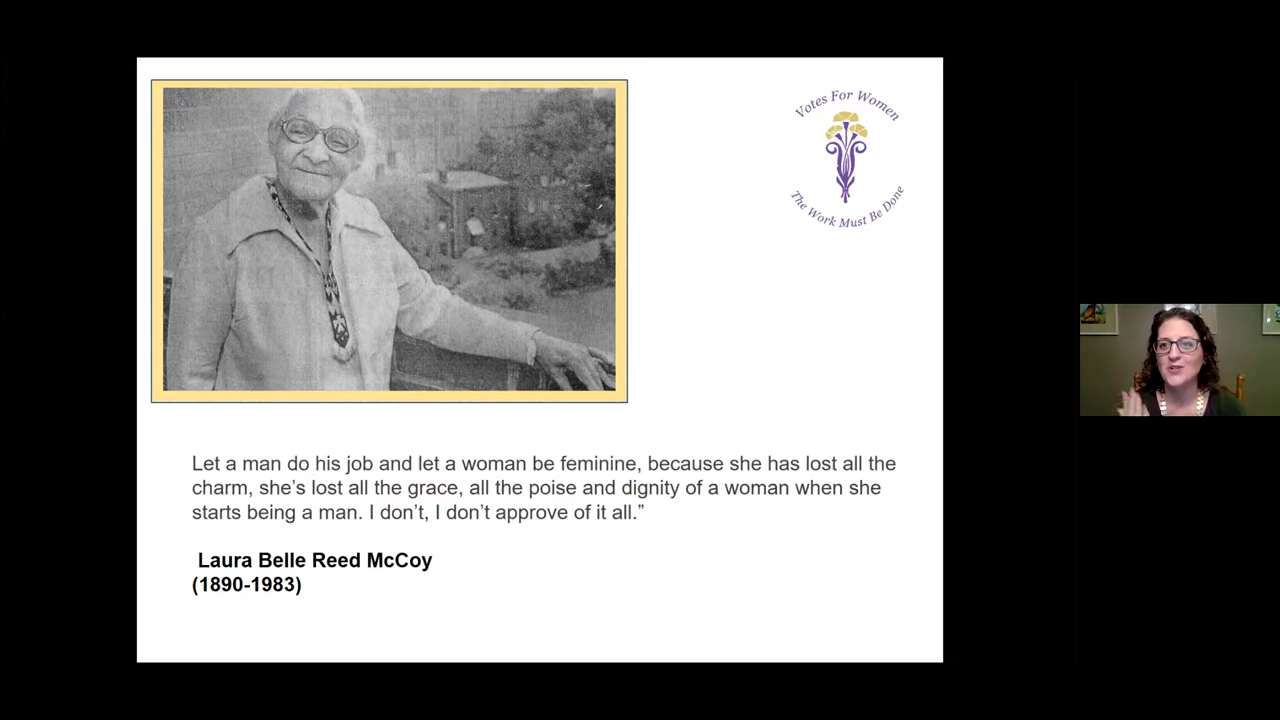 Votes For Women
The Work Must Be Done
Let a man do his job and let a woman be feminine, because she has lost all the
charm, she’s lost all the grace, all the poise and dignity of a woman when she
starts being a man. I don’t, I don’t approve of it all.”
Laura Belle Reed McCoy
(1890-1983)